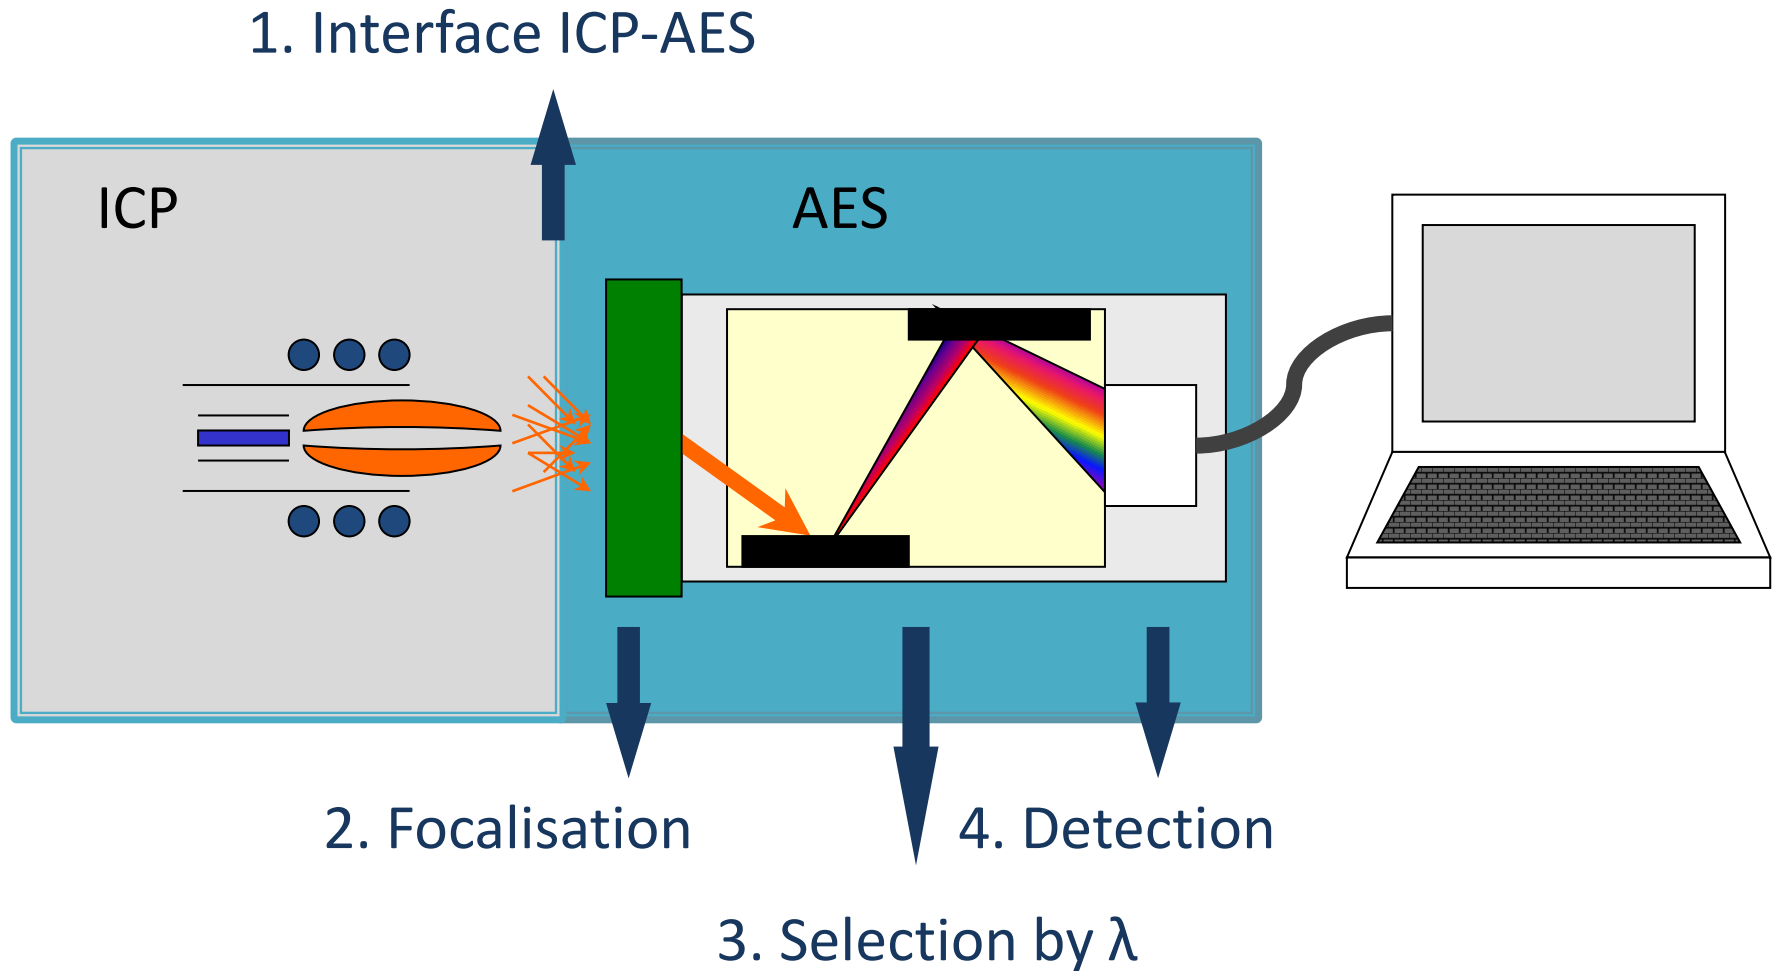 1. Interface ICP-AES
ICP
AES
2. Focalisation
4. Detection
3. Selection by λ